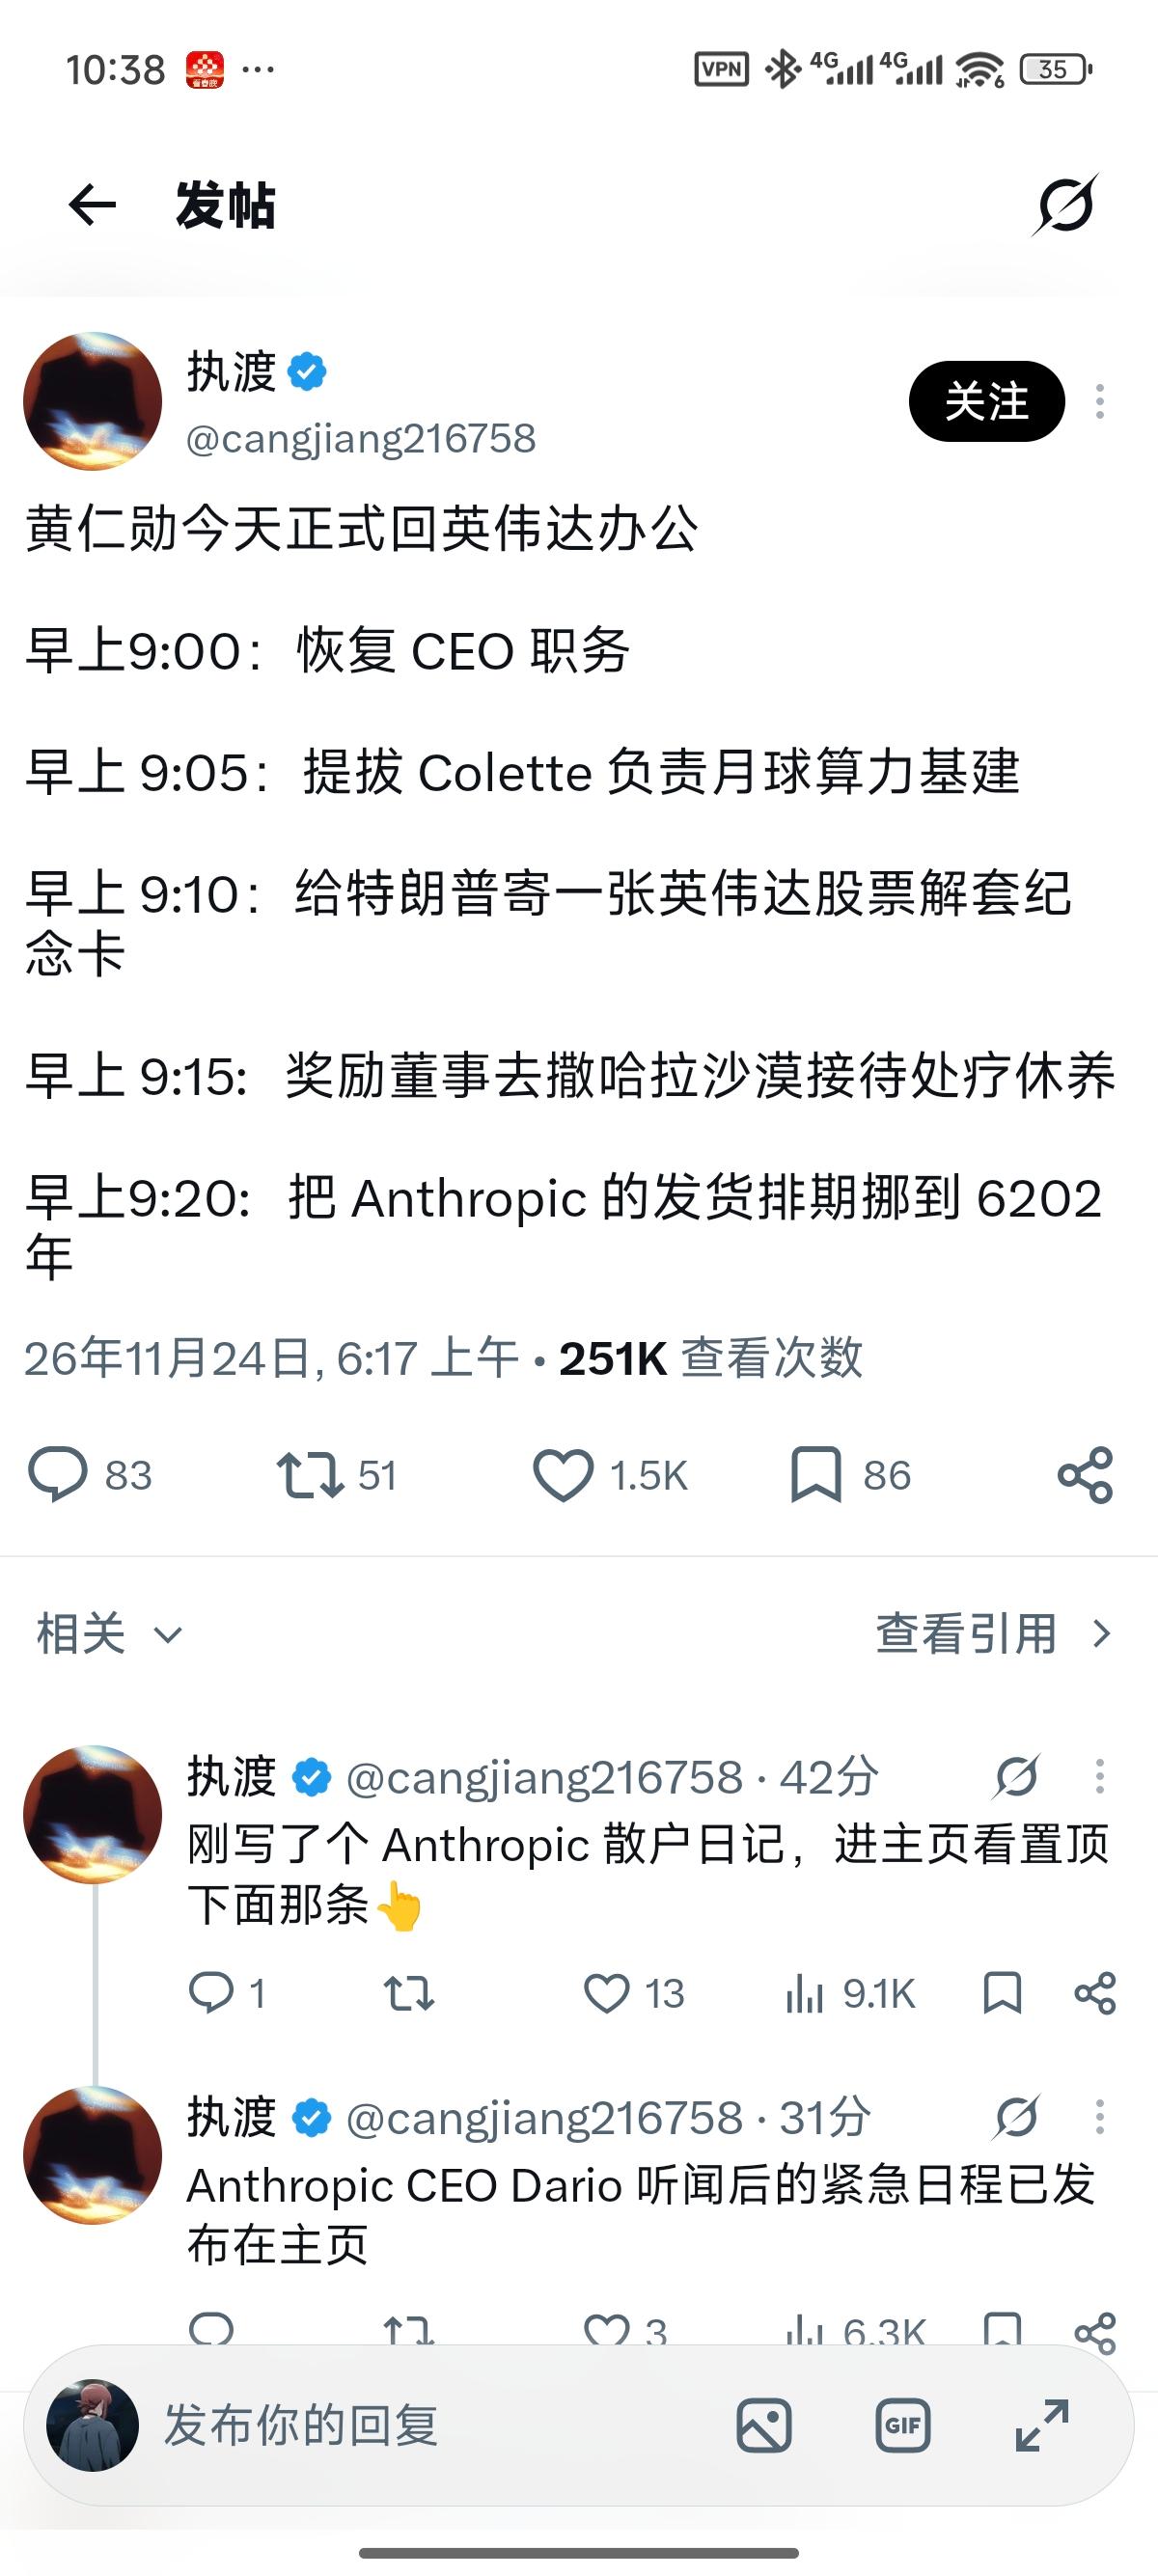 10:38
VPN 4G 4G 6 35
发帖
执渡
@cangjiang216758
关注
黄仁勋今天正式回英伟达办公
早上9:00：恢复 CEO 职务
早上 9:05：提拔 Colette 负责月球算力基建
早上 9:10：给特朗普寄一张英伟达股票解套纪
念卡
早上 9:15: 奖励董事去撒哈拉沙漠接待处疗休养
早上9:20: 把 Anthropic 的发货排期挪到 6202
年
26年11月24日, 6:17 上午 · 251K 查看次数
83 51 1.5K 86
相关 查看引用
执渡 @cangjiang216758 · 42分
刚写了个 Anthropic 散户日记，进主页看置顶
下面那条👆
1 13 9.1K
执渡 @cangjiang216758 · 31分
Anthropic CEO Dario 听闻后的紧急日程已发
布在主页
3 6.3K
发布你的回复 GIF